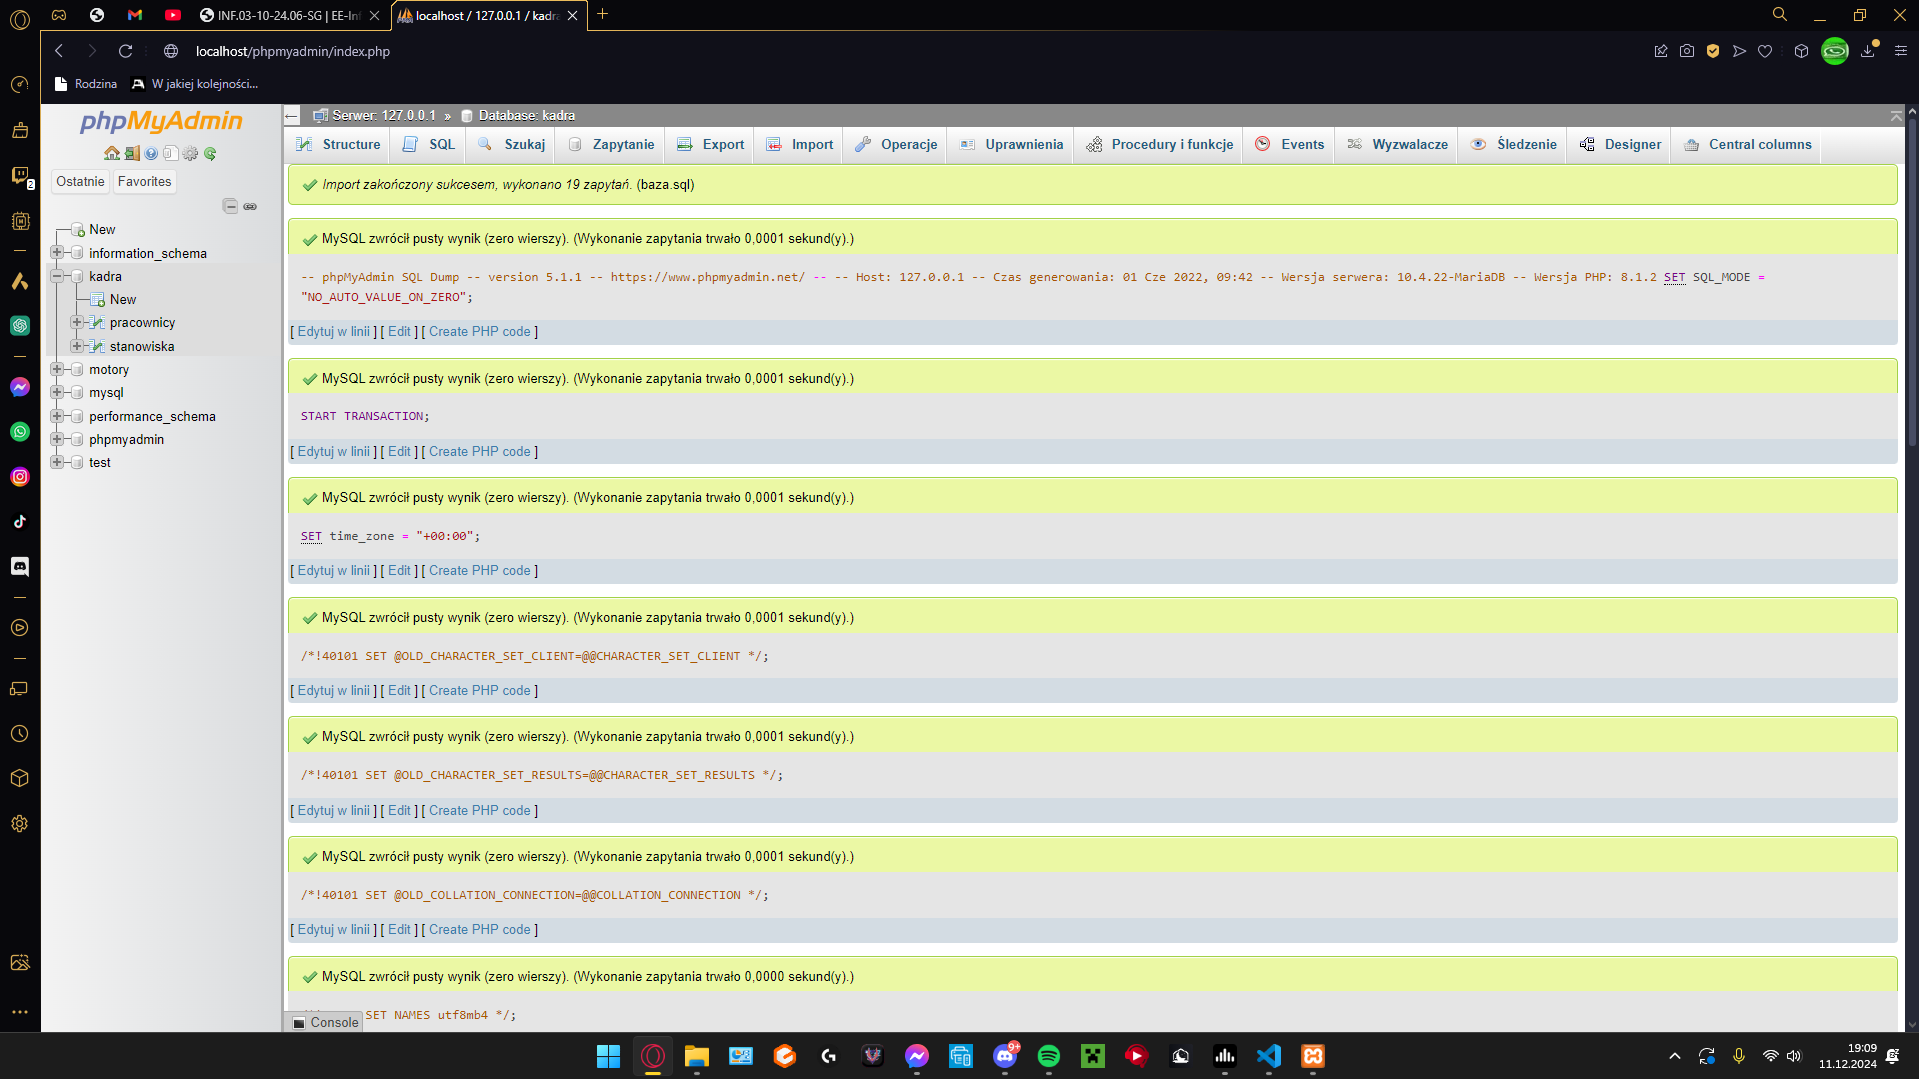 INF.03-10-24.06-SG | EE-Inf
localhost / 127.0.0.1 / kadra
localhost/phpmyadmin/index.php
Rodzina
W jakiej kolejności...
2
phpMyAdmin
Ostatnie
Favorites
New
information_schema
kadra
New
pracownicy
stanowiska
motory
mysql
performance_schema
phpmyadmin
test
Serwer: 127.0.0.1 » Database: kadra
Structure
SQL
Szukaj
Zapytanie
Export
Import
Operacje
Uprawnienia
Procedury i funkcje
Events
Wyzwalacze
Śledzenie
Designer
Central columns
Import zakończony sukcesem, wykonano 19 zapytań. (baza.sql)
MySQL zwrócił pusty wynik (zero wierszy). (Wykonanie zapytania trwało 0,0001 sekund(y).)
-- phpMyAdmin SQL Dump -- version 5.1.1 -- https://www.phpmyadmin.net/ -- -- Host: 127.0.0.1 -- Czas generowania: 01 Cze 2022, 09:42 -- Wersja serwera: 10.4.22-MariaDB -- Wersja PHP: 8.1.2 SET SQL_MODE =
"NO_AUTO_VALUE_ON_ZERO";
[ Edytuj w linii ] [ Edit ] [ Create PHP code ]
MySQL zwrócił pusty wynik (zero wierszy). (Wykonanie zapytania trwało 0,0001 sekund(y).)
START TRANSACTION;
[ Edytuj w linii ] [ Edit ] [ Create PHP code ]
MySQL zwrócił pusty wynik (zero wierszy). (Wykonanie zapytania trwało 0,0001 sekund(y).)
SET time_zone = "+00:00";
[ Edytuj w linii ] [ Edit ] [ Create PHP code ]
MySQL zwrócił pusty wynik (zero wierszy). (Wykonanie zapytania trwało 0,0001 sekund(y).)
/*!40101 SET @OLD_CHARACTER_SET_CLIENT=@@CHARACTER_SET_CLIENT */;
[ Edytuj w linii ] [ Edit ] [ Create PHP code ]
MySQL zwrócił pusty wynik (zero wierszy). (Wykonanie zapytania trwało 0,0001 sekund(y).)
/*!40101 SET @OLD_CHARACTER_SET_RESULTS=@@CHARACTER_SET_RESULTS */;
[ Edytuj w linii ] [ Edit ] [ Create PHP code ]
MySQL zwrócił pusty wynik (zero wierszy). (Wykonanie zapytania trwało 0,0001 sekund(y).)
/*!40101 SET @OLD_COLLATION_CONNECTION=@@COLLATION_CONNECTION */;
[ Edytuj w linii ] [ Edit ] [ Create PHP code ]
MySQL zwrócił pusty wynik (zero wierszy). (Wykonanie zapytania trwało 0,0000 sekund(y).)
SET NAMES utf8mb4 */;
Console
9+
19:09
11.12.2024